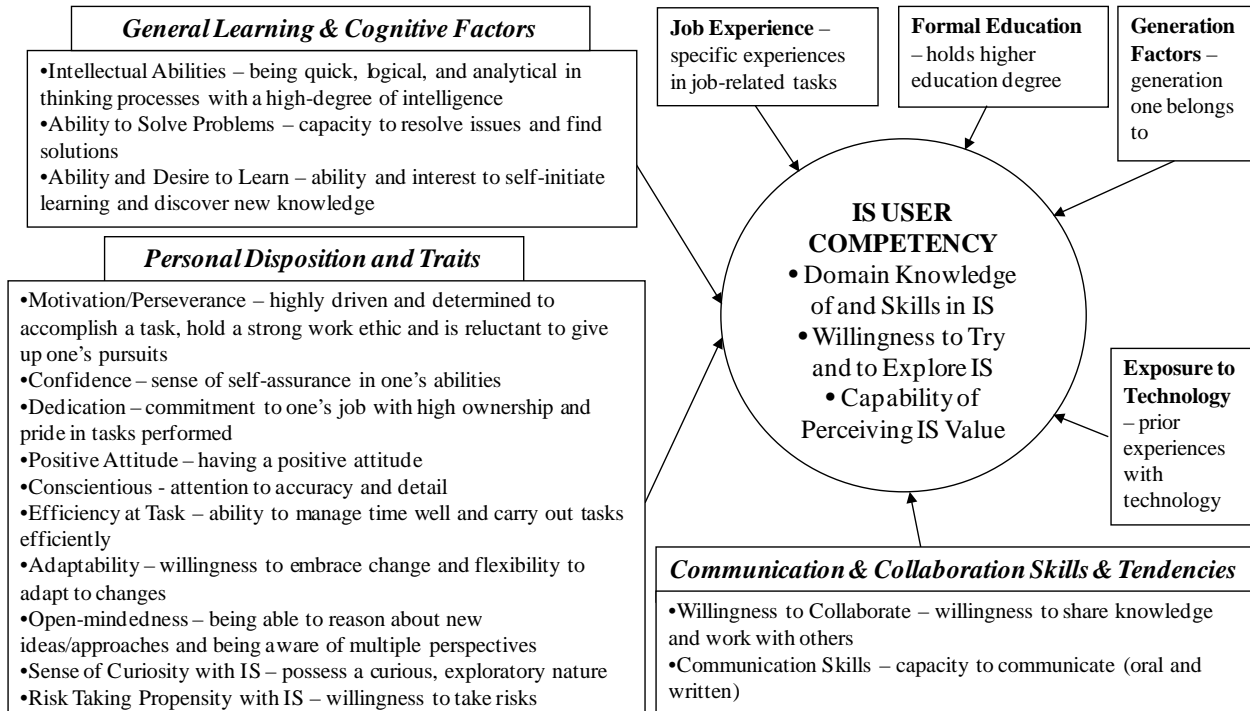 General Learning & Cognitive Factors
•Intellectual Abilities – being quick, logical, and analytical in
thinking processes with a high-degree of intelligence
•Ability to Solve Problems – capacity to resolve issues and find
solutions
•Ability and Desire to Learn – ability and interest to self-initiate
learning and discover new knowledge
Personal Disposition and Traits
•Motivation/Perseverance – highly driven and determined to
accomplish a task, hold a strong work ethic and is reluctant to give
up one's pursuits
•Confidence – sense of self-assurance in one's abilities
•Dedication – commitment to one's job with high ownership and
pride in tasks performed
•Positive Attitude – having a positive attitude
•Conscientious - attention to accuracy and detail
•Efficiency at Task – ability to manage time well and carry out tasks
efficiently
•Adaptability – willingness to embrace change and flexibility to
adapt to changes
•Open-mindedness – being able to reason about new
ideas/approaches and being aware of multiple perspectives
•Sense of Curiosity with IS – possess a curious, exploratory nature
•Risk Taking Propensity with IS – willingness to take risks
Job Experience –
specific experiences
in job-related tasks
Formal Education
– holds higher
education degree
Generation
Factors –
generation
one belongs
to
IS USER
COMPETENCY
• Domain Knowledge
of and Skills in IS
• Willingness to Try
and to Explore IS
• Capability of
Perceiving IS Value
Exposure to
Technology
– prior
experiences
with
technology
Communication & Collaboration Skills & Tendencies
•Willingness to Collaborate – willingness to share knowledge
and work with others
•Communication Skills – capacity to communicate (oral and
written)